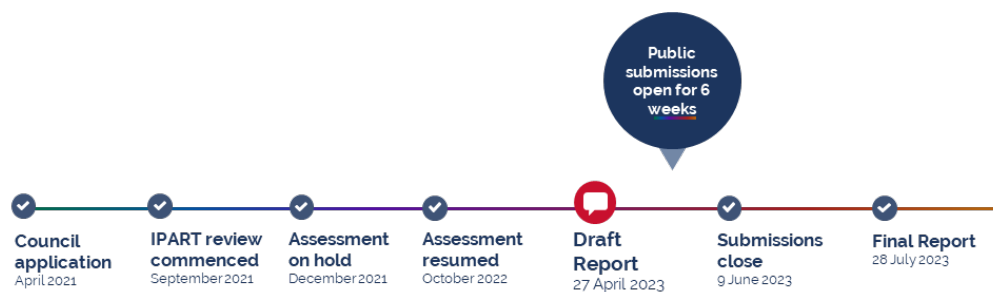 Public
submissions
open for 6
weeks
Council
application
April 2021
IPART review
commenced
September 2021
Assessment
on hold
December 2021
Assessment
resumed
October 2022
Draft
Report
27 April 2023
Submissions
close
9 June 2023
Final Report
28 July 2023